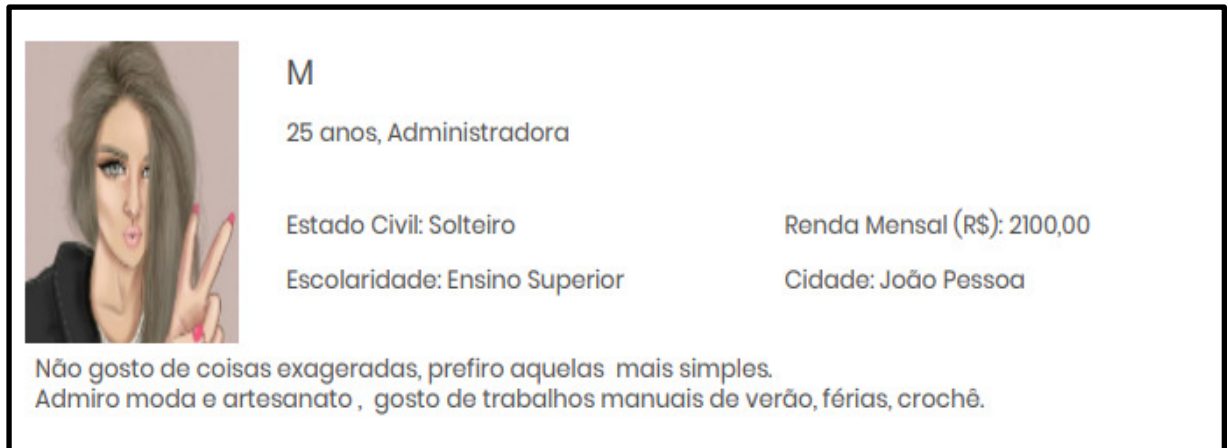 M
25 anos, Administradora
Estado Civil: Solteiro
Renda Mensal (R$): 2100,00
Escolaridade: Ensino Superior
Cidade: João Pessoa
Não gosto de coisas exageradas, prefiro aquelas  mais simples.
Admiro moda e artesanato ,  gosto de trabalhos manuais de verão, férias, crochê.